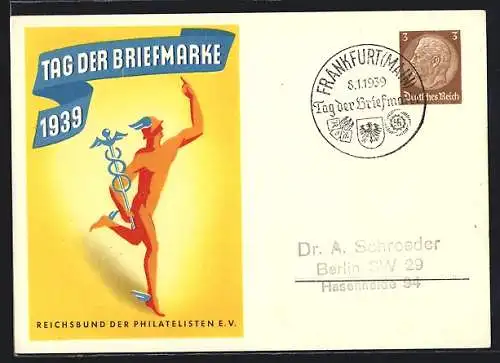 TAG DER BRIEFMARKE
1939
REICHSBUND DER PHILATELISTEN E.V.
FRANKFURT (MAIN)
8.1.1939
Tag der Briefmarke
3 3
Deutsches Reich
Dr. A. Schroeder
Berlin SW 29
Hasenheide 94